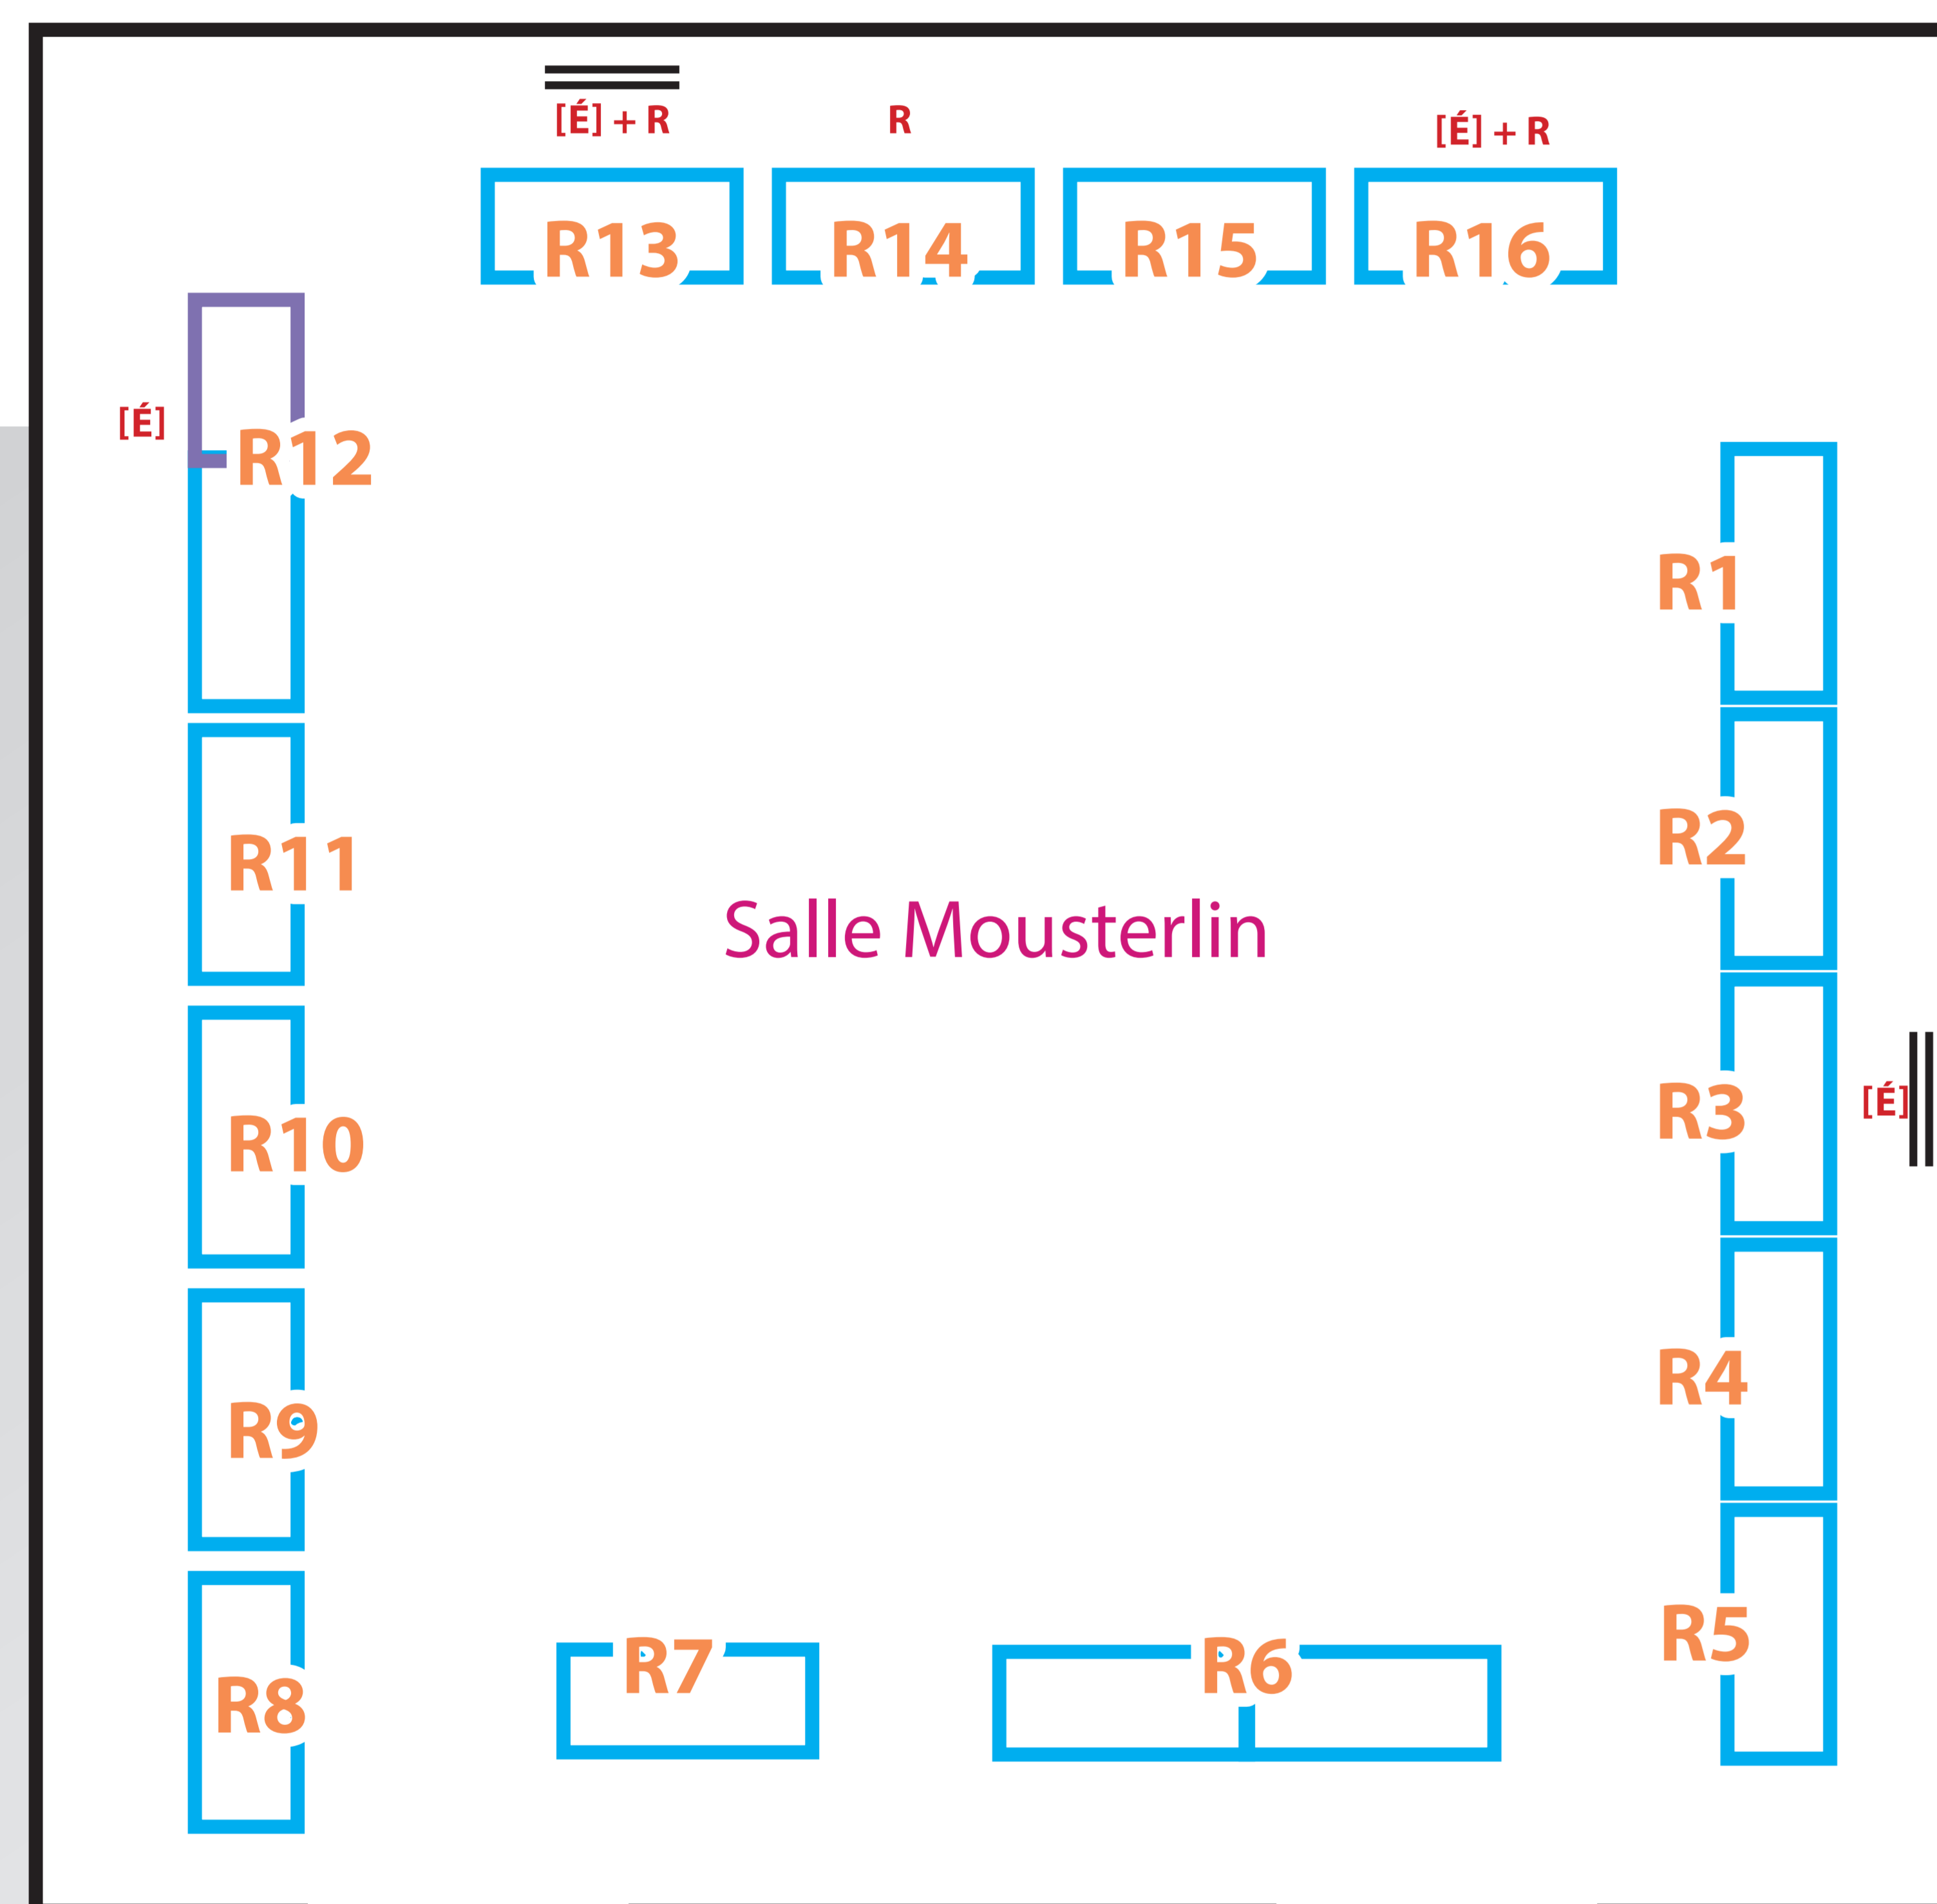 [É] + R
R
[É] + R
R13
R14
R15
R16
[É]
R12
R1
R11
R2
Salle Mousterlin
R10
R3
[É]
R9
R4
R8
R7
R6
R5